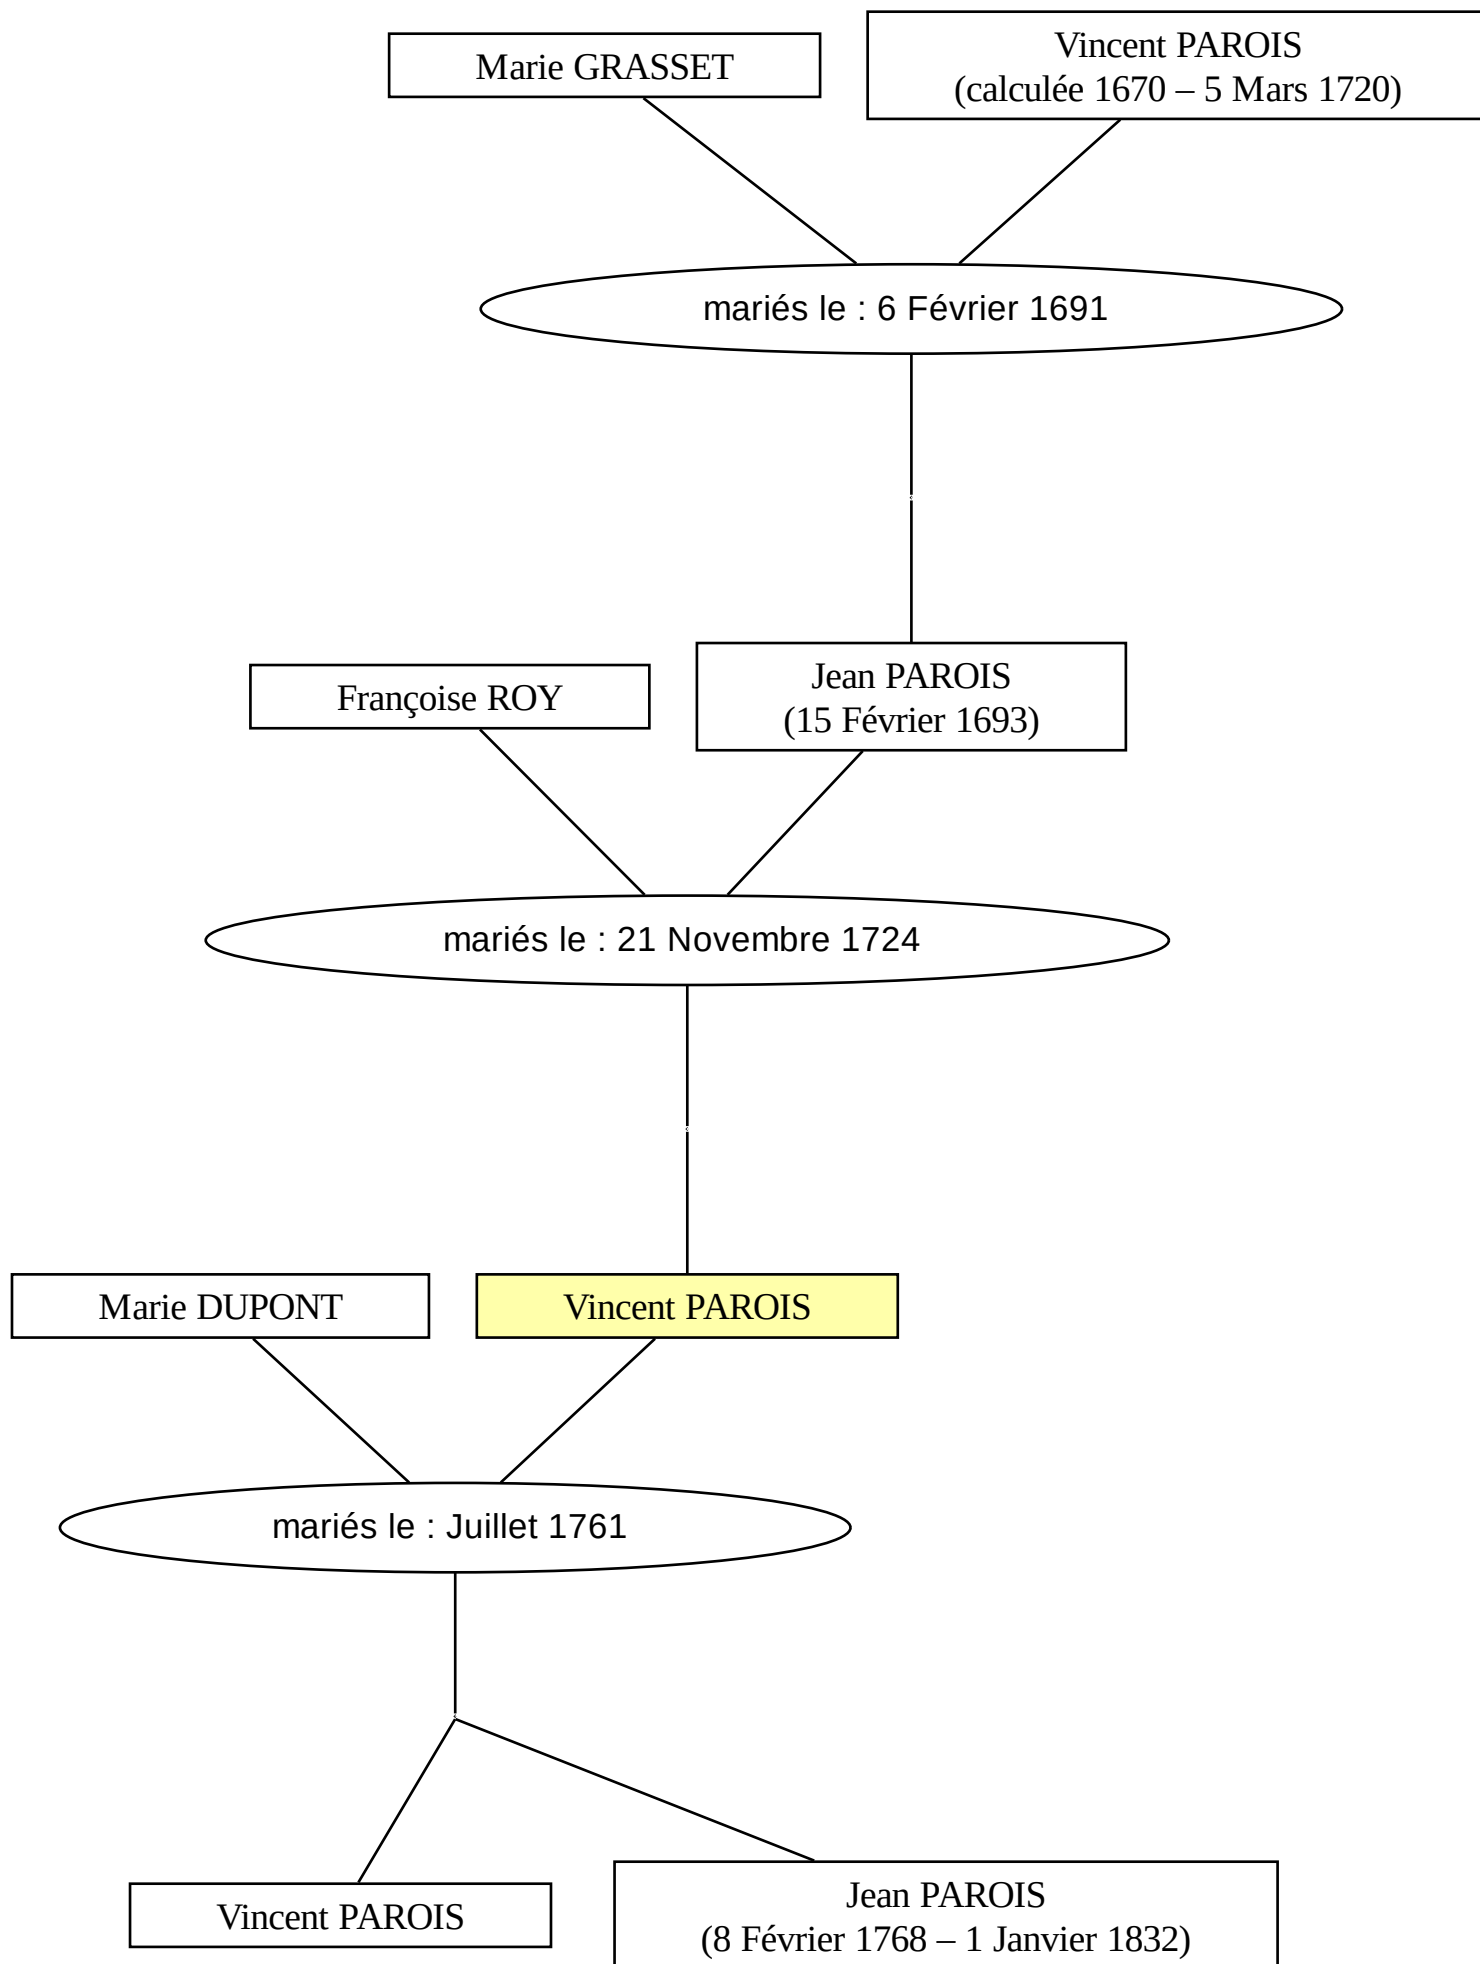 Marie GRASSET
Vincent PAROIS
(calculée 1670 – 5 Mars 1720)
mariés le : 6 Février 1691
Françoise ROY
Jean PAROIS
(15 Février 1693)
mariés le : 21 Novembre 1724
Marie DUPONT
Vincent PAROIS
mariés le : Juillet 1761
Vincent PAROIS
Jean PAROIS
(8 Février 1768 – 1 Janvier 1832)